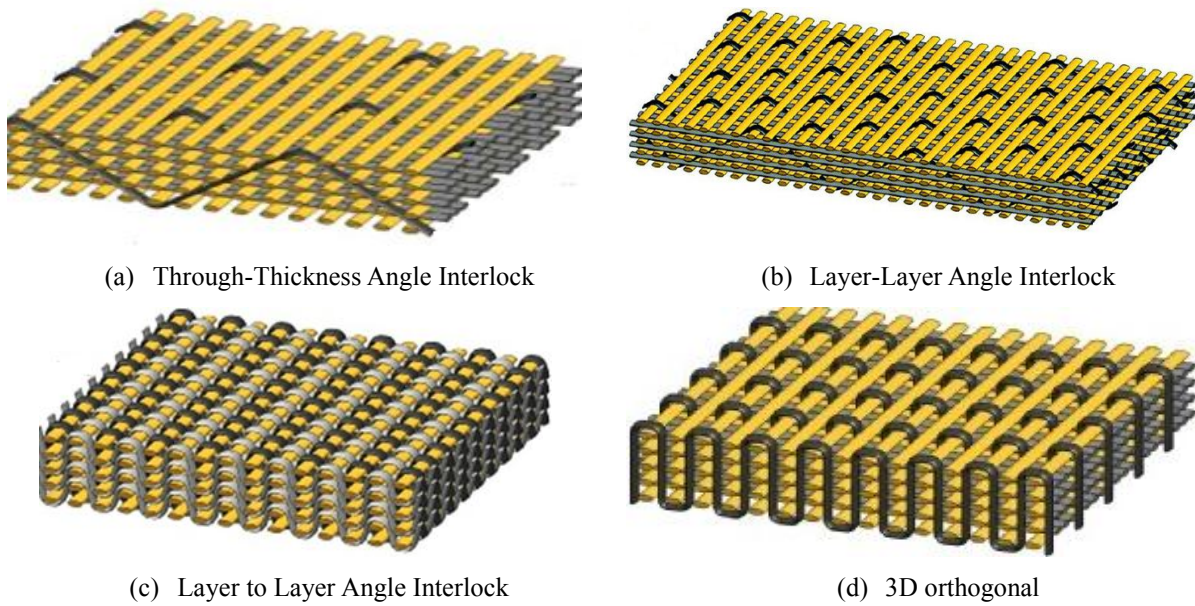 (a) Through-Thickness Angle Interlock
(b) Layer-Layer Angle Interlock
(c) Layer to Layer Angle Interlock
(d) 3D orthogonal